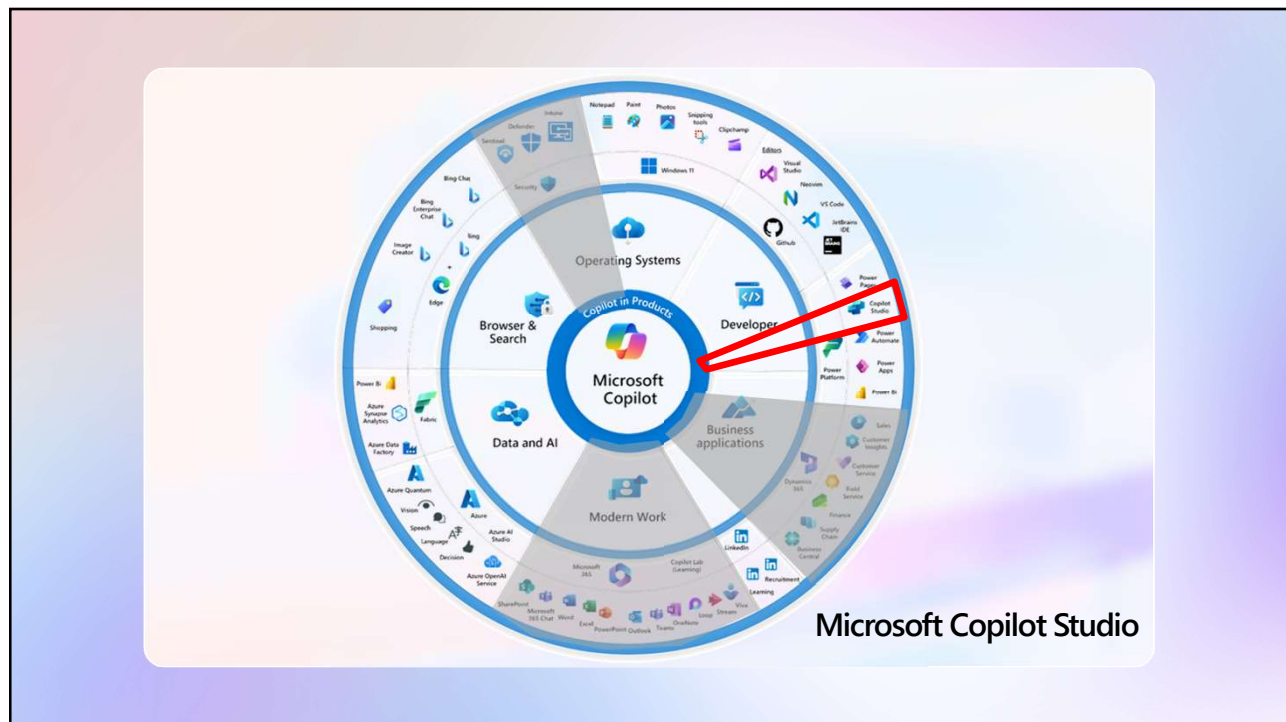 Notepad
Paint
Photos
Snipping
tools
Clipchamp
Intune
Defender
Sentinel
Security
Windows 11
Editors
Visual
Studio
Neovim
VS Code
JetBrains
IDE
JET
BRAINS
Github
Bing Chat
Bing
Enterprise
Chat
Image
Creator
Bing
Edge
Shopping
Operating Systems
Browser &
Search
Developer
Copilot in Products
Microsoft
Copilot
Power
Pages
Copilot
Studio
Power
Automate
Power
Apps
Power BI
Power
Platform
Power BI
Azure
Synapse
Analytics
Azure Data
Factory
Fabric
Data and AI
Business
applications
Sales
Customer
Insights
Customer
Service
Field
Service
Finance
Supply
Chain
Business
Central
Dynamics
365
Azure Quantum
Vision
Speech
Language
Decision
Azure OpenAI
Service
Azure
Azure AI
Studio
Modern Work
Microsoft
365
Copilot Lab
(Learning)
LinkedIn
Recruitment
Learning
SharePoint
Microsoft
365 Chat
Word
Excel
PowerPoint
Outlook
Teams
OneNote
Loop
Stream
Viva
Microsoft Copilot Studio